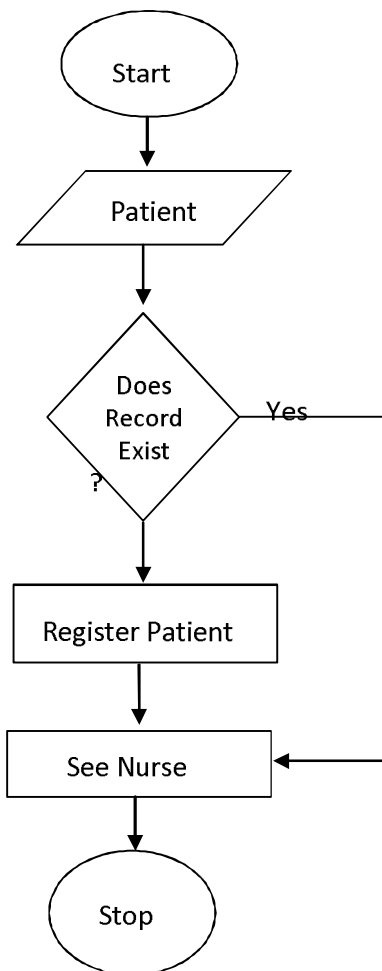 Start
Patient
Does
Record
Exist
?
Yes
Register Patient
See Nurse
Stop